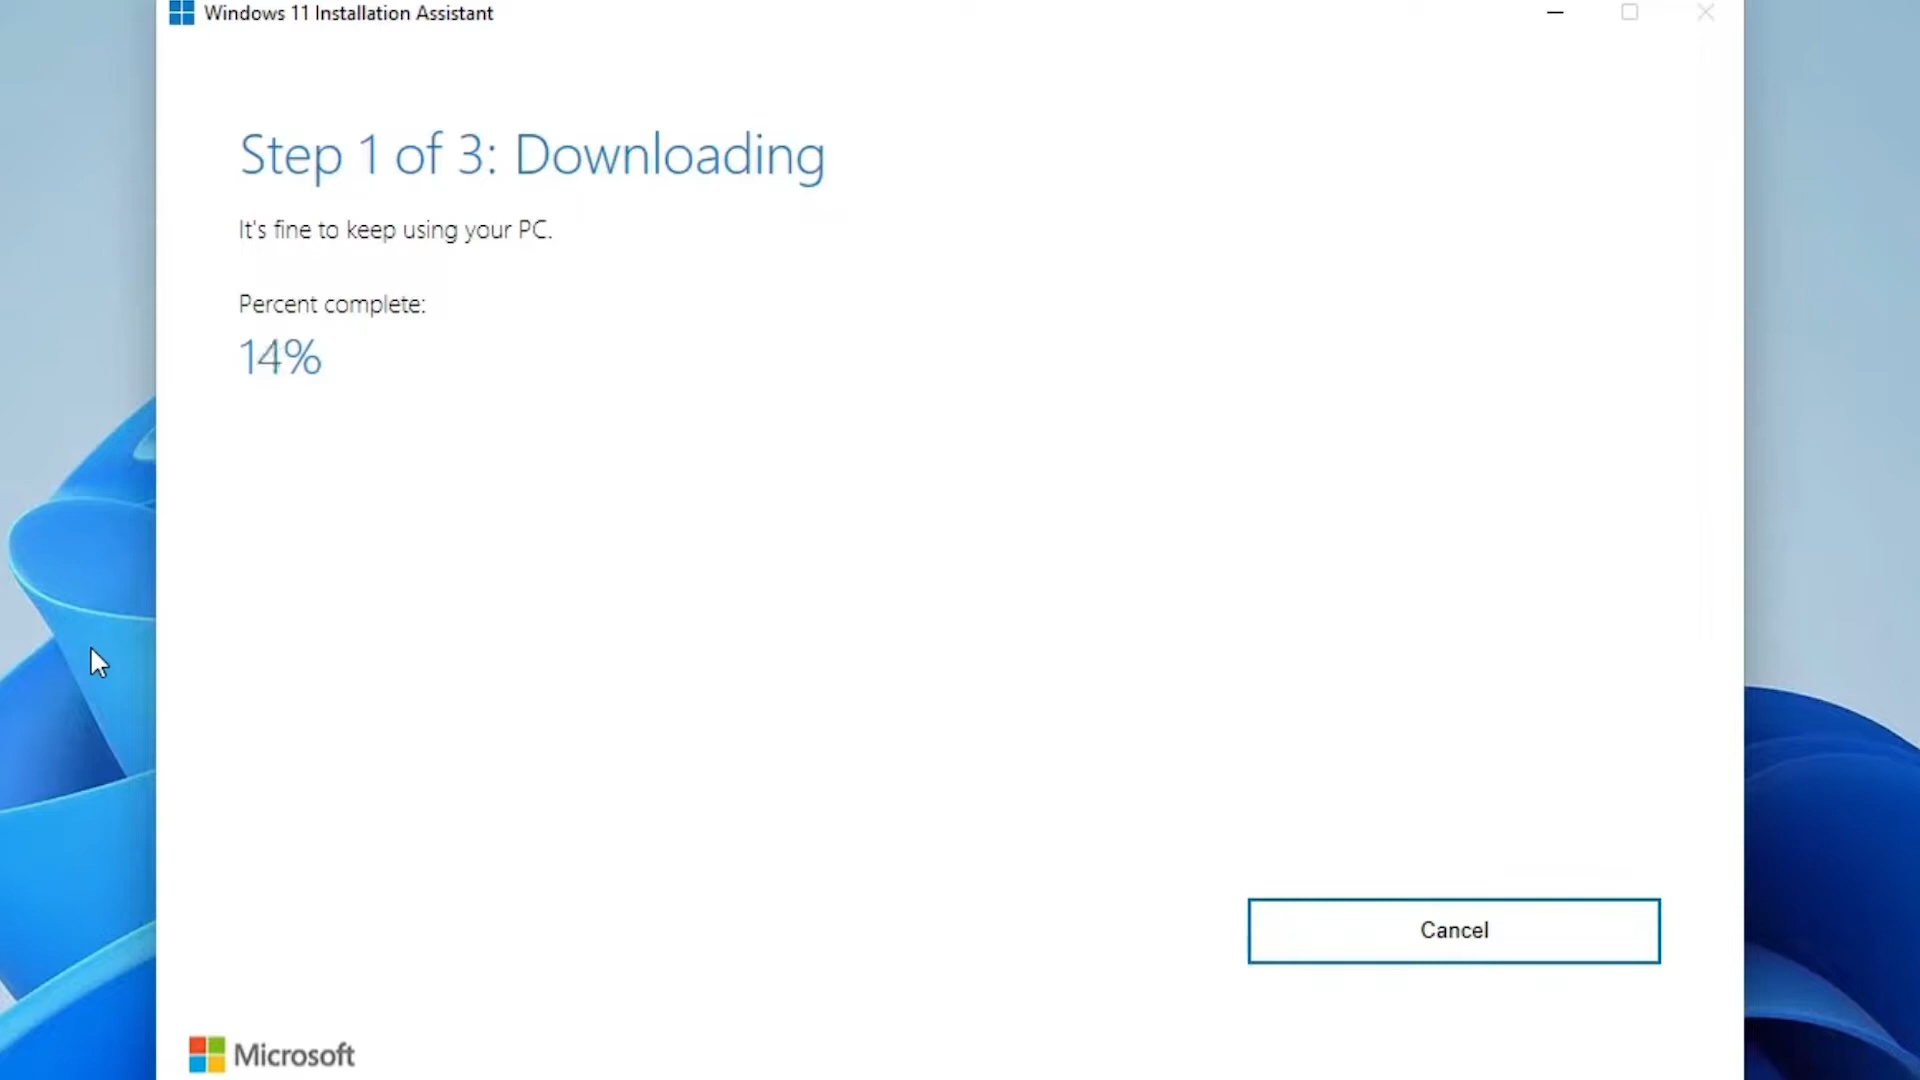 Windows 11 Installation Assistant
Step 1 of 3: Downloading
It's fine to keep using your PC.
Percent complete:
14%
Cancel
Microsoft